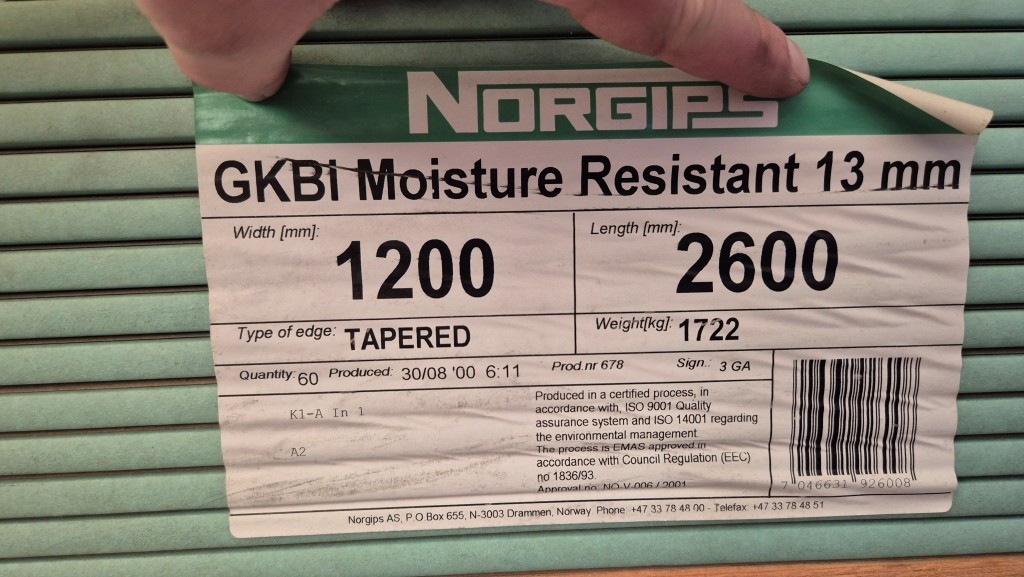 NORGIPS
GKBI Moisture Resistant 13 mm
Width [mm]: 1200 Length [mm]: 2600
Type of edge: TAPERED Weight[kg]: 1722
Quantity: 60 Produced: 30/08 '00 6:11 Prod.nr 678 Sign.: 3 GA
K1-A In 1
A2
Produced in a certified process, in
accordance with, ISO 9001 Quality
assurance system and ISO 14001 regarding
the environmental management
The process is EMAS approved in
accordance with Council Regulation (EEC)
no 1836/93.
Approval no: NO-V-006 / 2001
7 046631 926008
Norgips AS, P O Box 655, N-3003 Drammen, Norway Phone: +47 33 78 48 00 - Telefax: +47 33 78 48 51